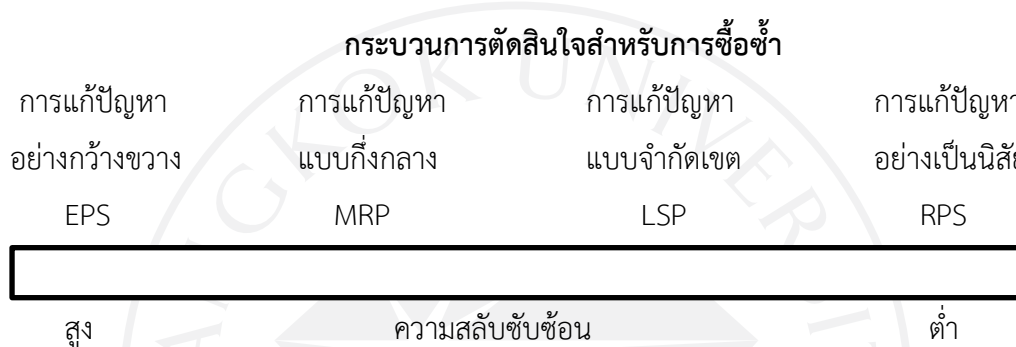 กระบวนการตัดสินใจสำหรับการซื้อซ้ำ
การแก้ปัญหา การแก้ปัญหา การแก้ปัญหา การแก้ปัญหา
อย่างกว้างขวาง แบบกึ่งกลาง แบบจำกัดเขต อย่างเป็นนิสัย
EPS MRP LSP RPS
สูง ความสลับซับซ้อน ต่ำ